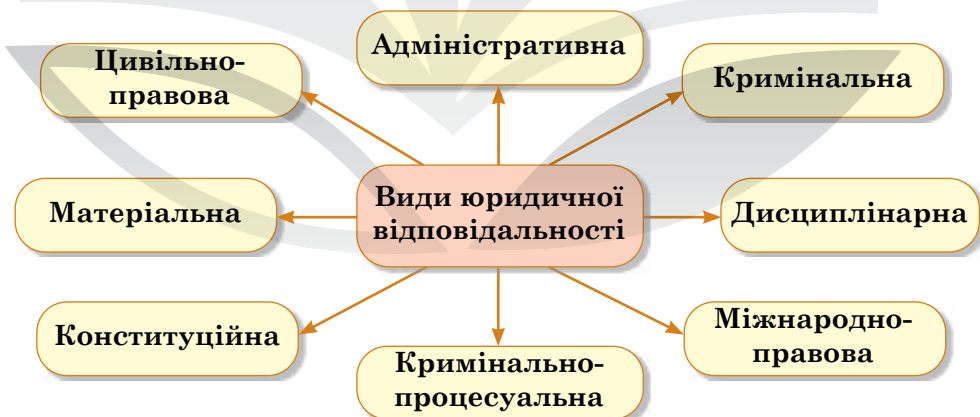 Адміністративна
Цивільно-
правова
Кримінальна
Види юридичної
відповідальності
Матеріальна
Дисциплінарна
Конституційна
Кримінально-
процесуальна
Міжнародно-
правова